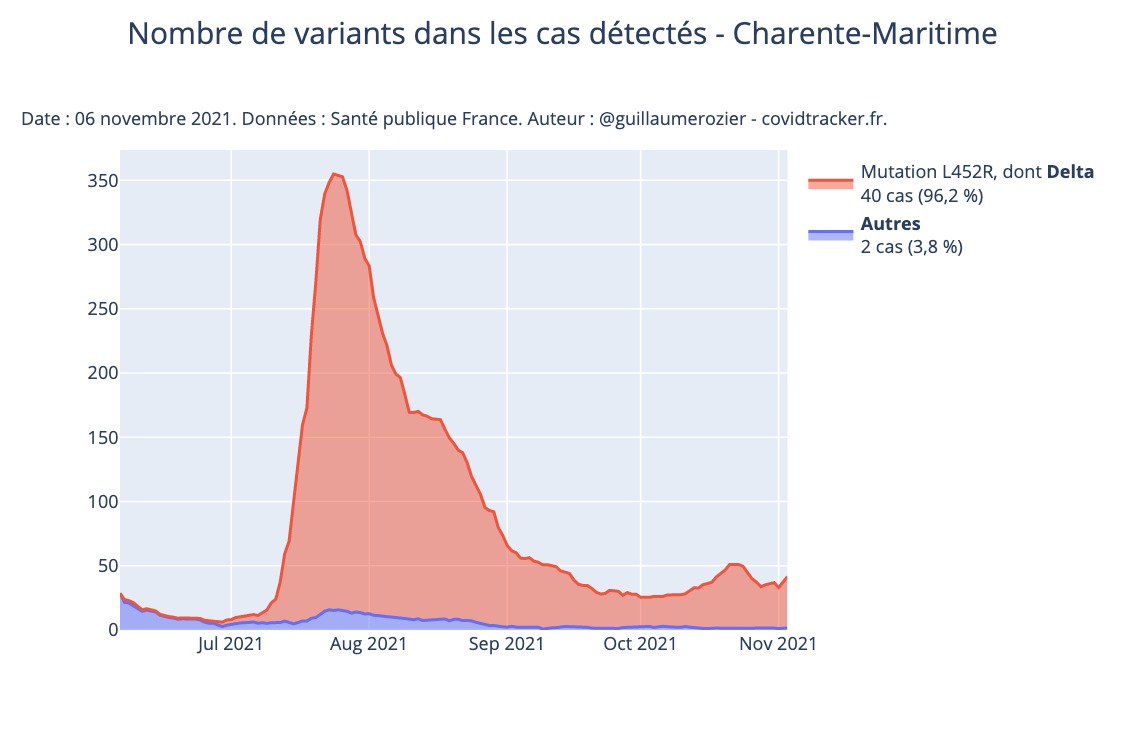 Nombre de variants dans les cas détectés - Charente-Maritime
Date : 06 novembre 2021. Données : Santé publique France. Auteur : @guillaumerozier - covidtracker.fr.
350
300
250
200
150
100
50
0
Jul 2021
Aug 2021
Sep 2021
Oct 2021
Nov 2021
Mutation L452R, dont Delta
40 cas (96,2 %)
Autres
2 cas (3,8 %)